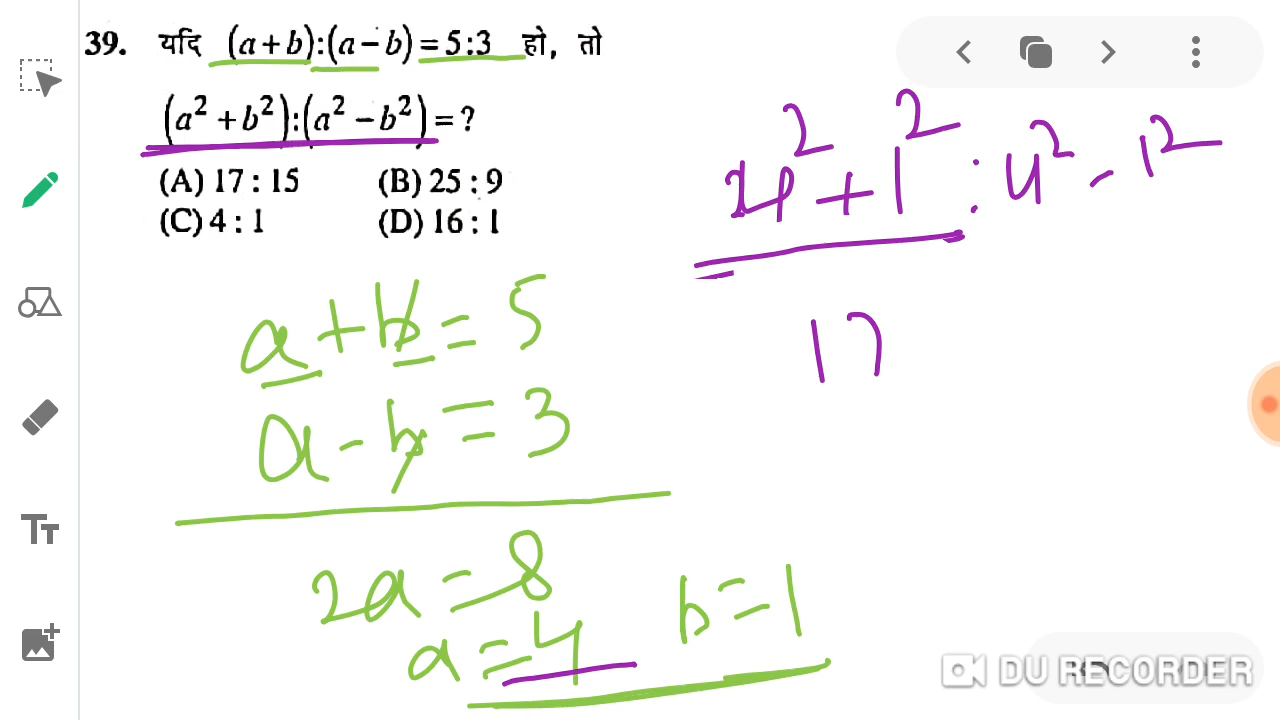 39. यदि (a + b) : (a − b) = 5 : 3 हो, तो
(a² + b²) : (a² − b²) = ?
(A) 17 : 15 (B) 25 : 9
(C) 4 : 1 (D) 16 : 1
4² + 1² : 4² - 1²
17
a + b = 5
a - b = 3
2a = 8
a = 4 b = 1
Tт
DU RECORDER